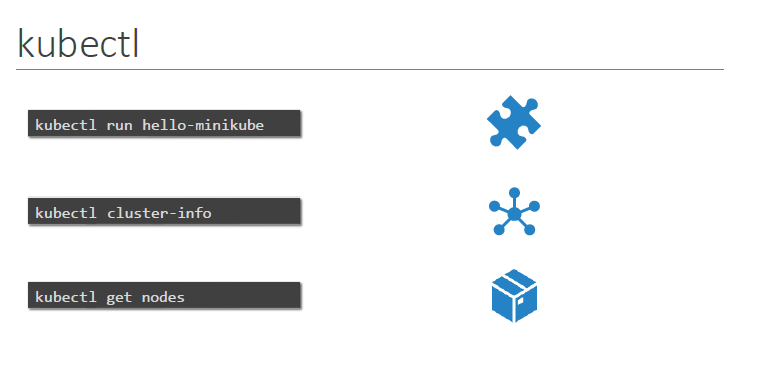 kubectl
kubectl run hello-minikube
kubectl cluster-info
kubectl get nodes